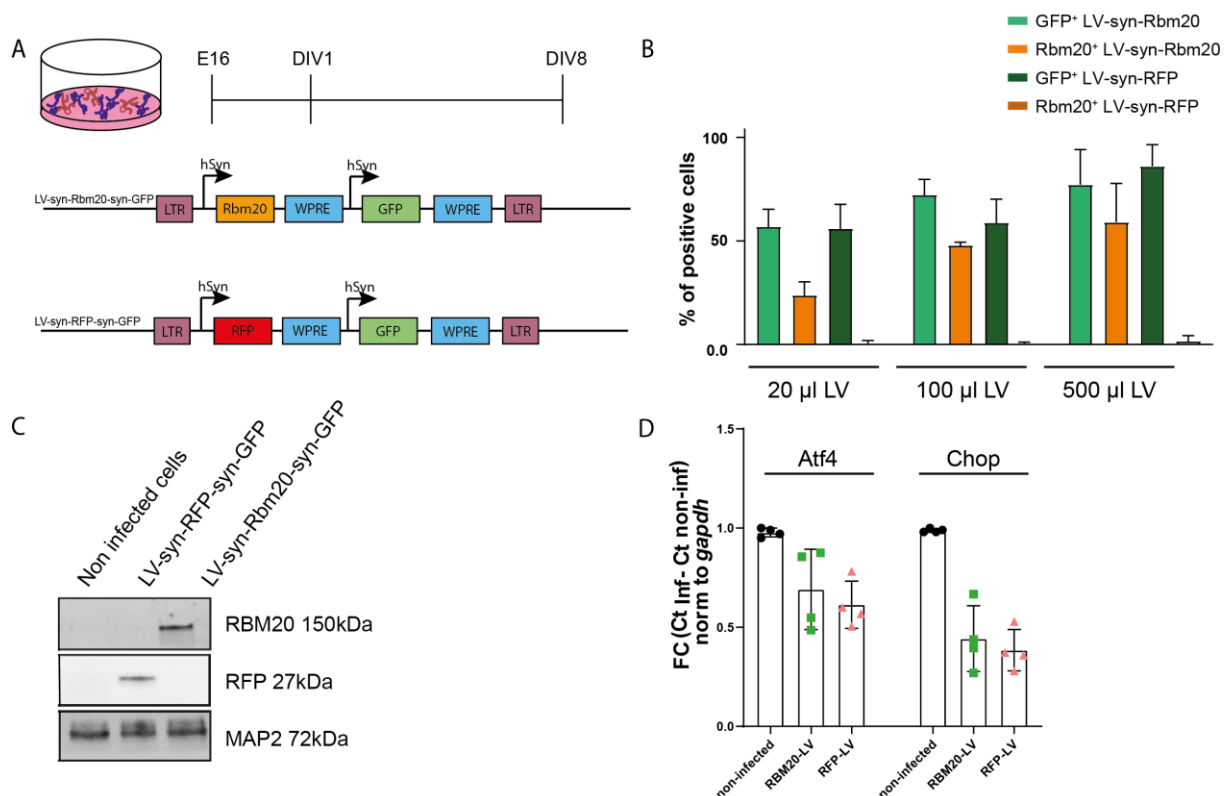 A
E16
DIV1
DIV8
hSyn
hSyn
LV-syn-Rbm20-syn-GFP
LTR
Rbm20
WPRE
GFP
WPRE
LTR
hSyn
hSyn
LV-syn-RFP-syn-GFP
LTR
RFP
WPRE
GFP
WPRE
LTR
B
GFP⁺ LV-syn-Rbm20
Rbm20⁺ LV-syn-Rbm20
GFP⁺ LV-syn-RFP
Rbm20⁺ LV-syn-RFP
% of positive cells
100
50
0.0
20 µl LV
100 µl LV
500 µl LV
C
Non infected cells
LV-syn-RFP-syn-GFP
LV-syn-Rbm20-syn-GFP
RBM20 150kDa
RFP 27kDa
MAP2 72kDa
D
FC (Ct Inf- Ct non-inf)
norm to gapdh
1.5
1.0
0.5
0.0
Atf4
Chop
non-infected
RBM20-LV
RFP-LV
non-infected
RBM20-LV
RFP-LV